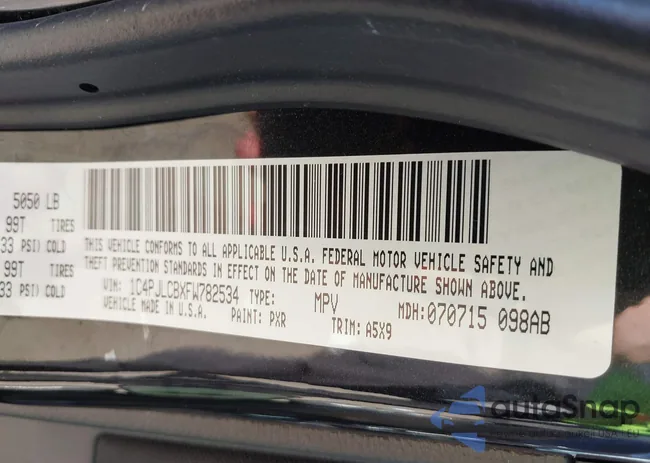 5050 LB
99T TIRES
33 PSI) COLD
99T TIRES
33 PSI) COLD
THIS VEHICLE CONFORMS TO ALL APPLICABLE U.S.A. FEDERAL MOTOR VEHICLE SAFETY AND
THEFT PREVENTION STANDARDS IN EFFECT ON THE DATE OF MANUFACTURE SHOWN ABOVE.
VIN: 1C4PJLCBXFW782534 TYPE: MPV MDH:070715 098AB
VEHICLE MADE IN U.S.A. PAINT: PXR TRIM: A5X9
autoSnap